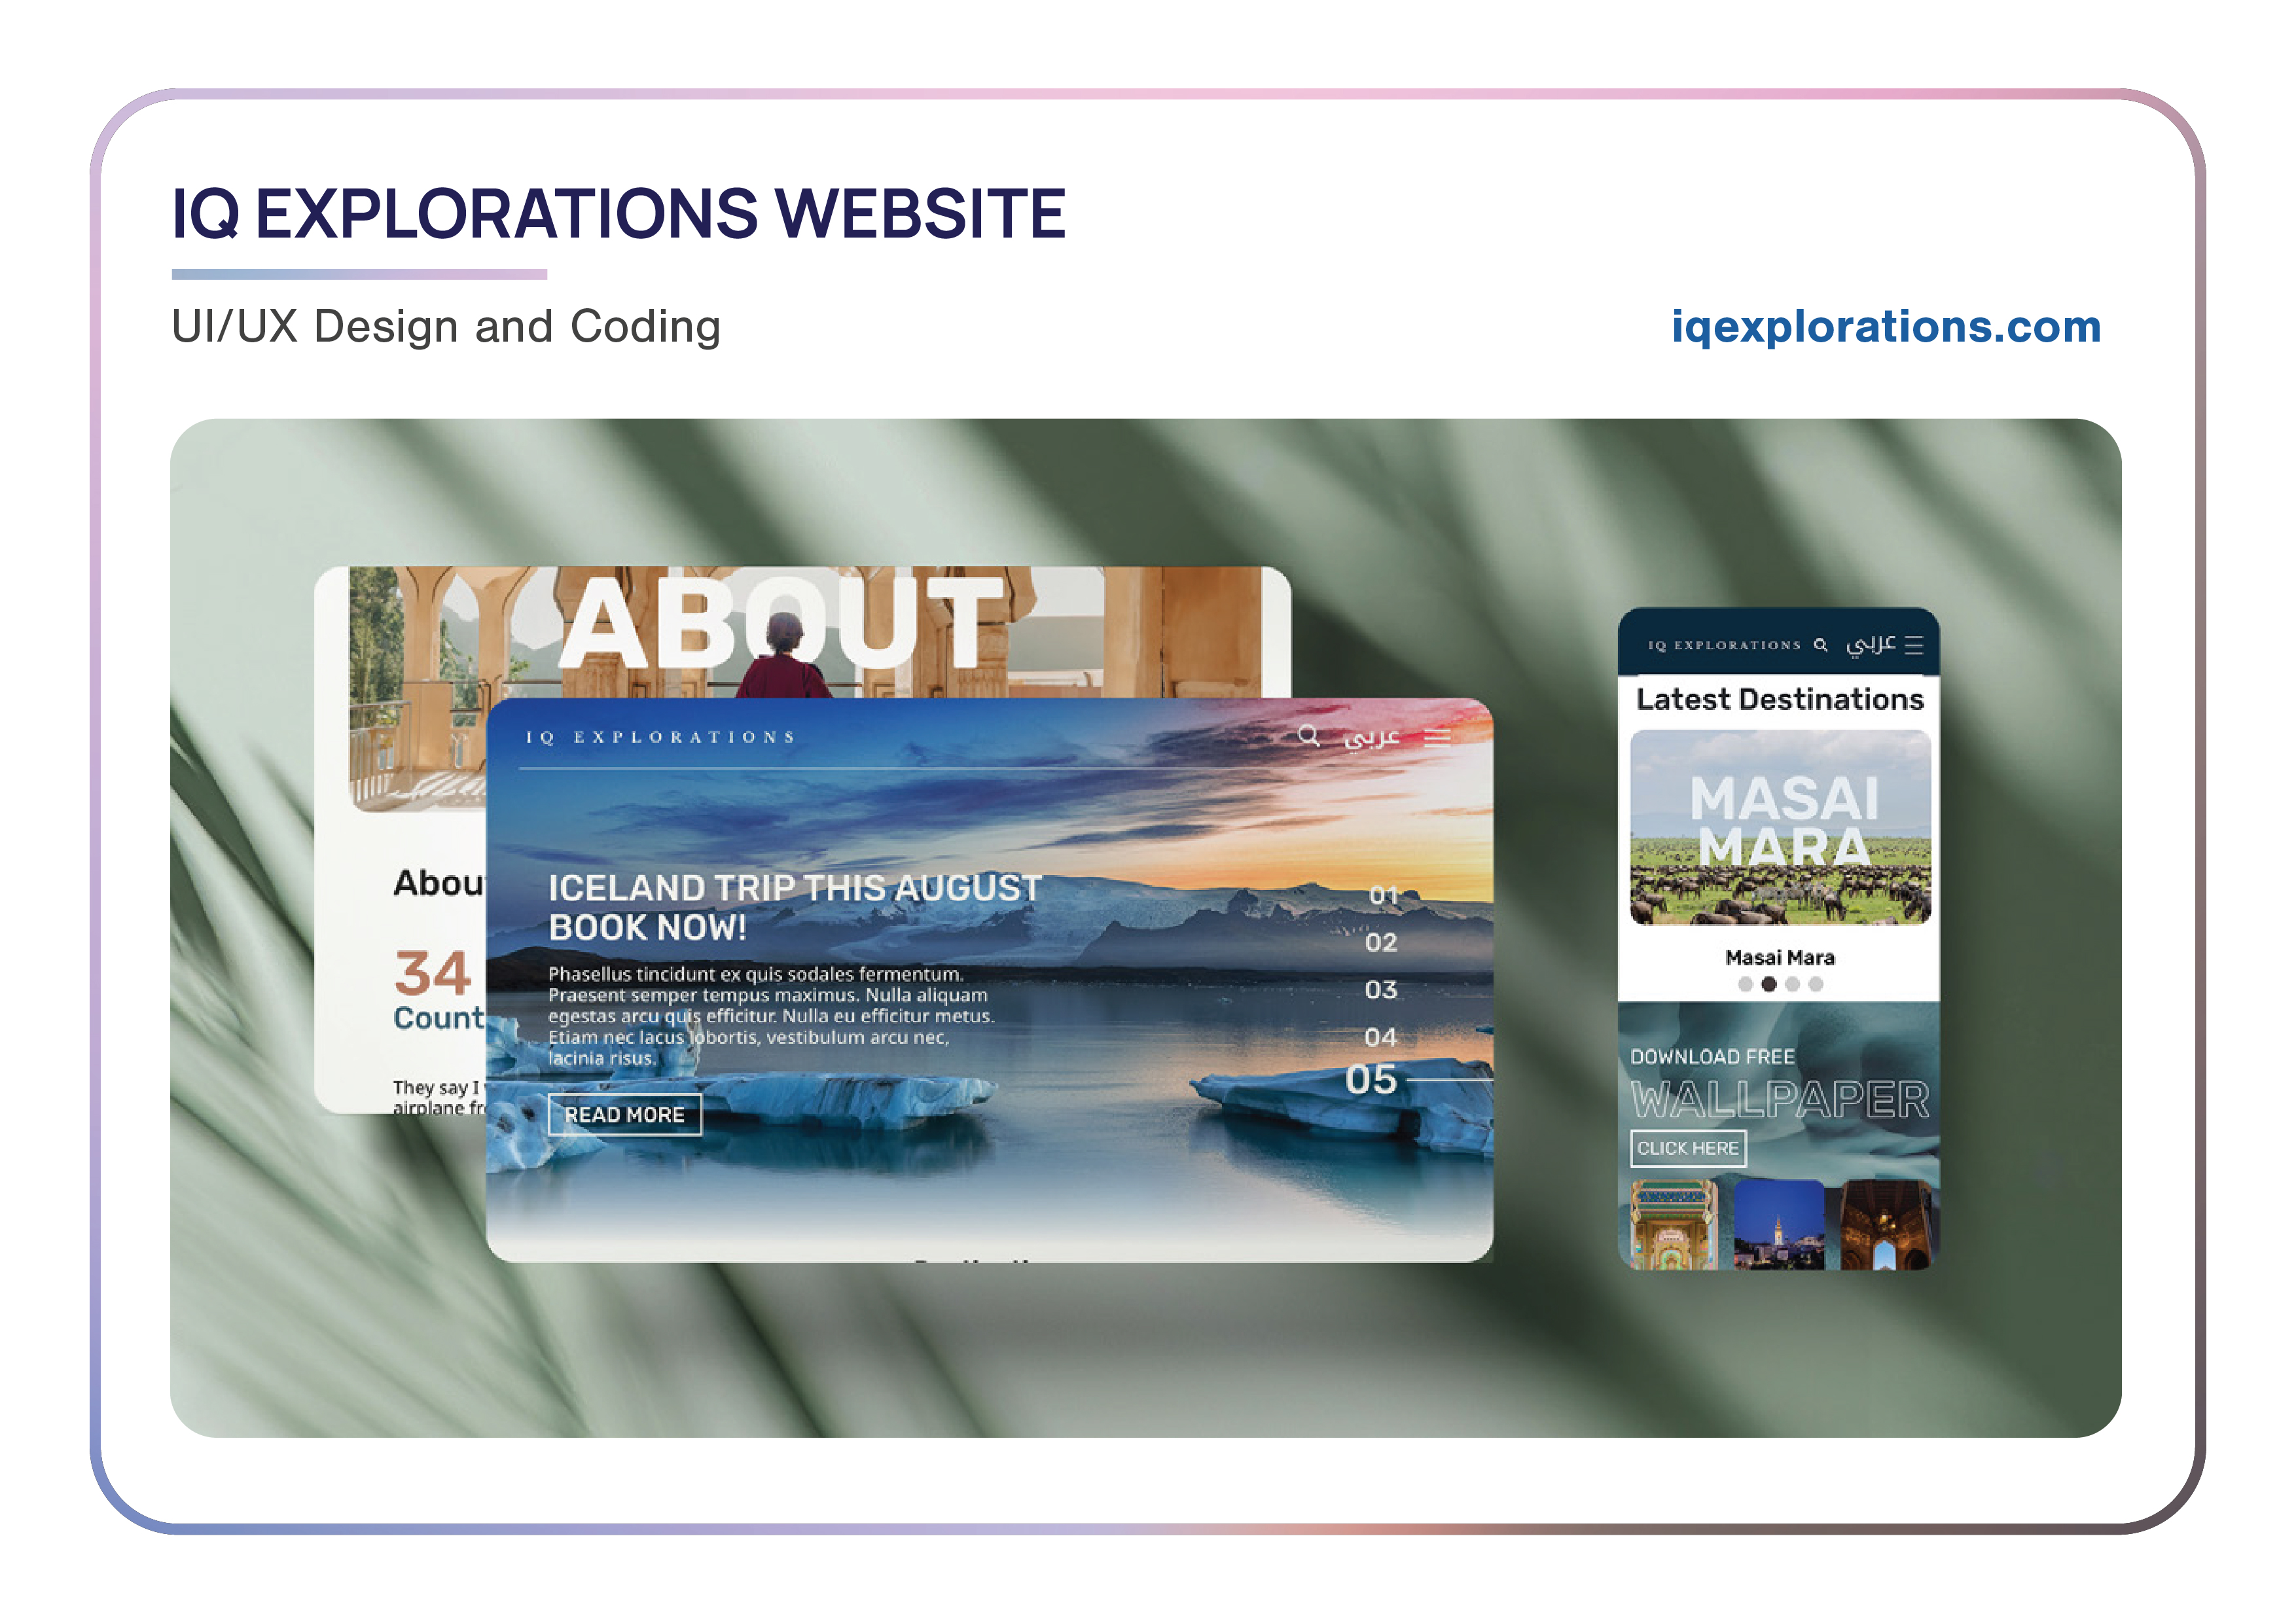 IQ EXPLORATIONS WEBSITE
UI/UX Design and Coding
iqexplorations.com
ABOUT
34
They say I
airplane
IQ EXPLORATIONS
عربي
ICELAND TRIP THIS AUGUST
BOOK NOW!
Phasellus tincidunt ex quis sodales fermentum.
Praesent semper tempus maximus. Nulla aliquam
egestas arcu quis efficitur. Nulla eu efficitur metus.
Etiam nec lacus lobortis, vestibulum arcu nec,
lacinia risus.
READ MORE
01
02
03
04
05
IQ EXPLORATIONS
عربي
Latest Destinations
MASAI
MARA
Masai Mara
DOWNLOAD FREE
WALLPAPER
CLICK HERE